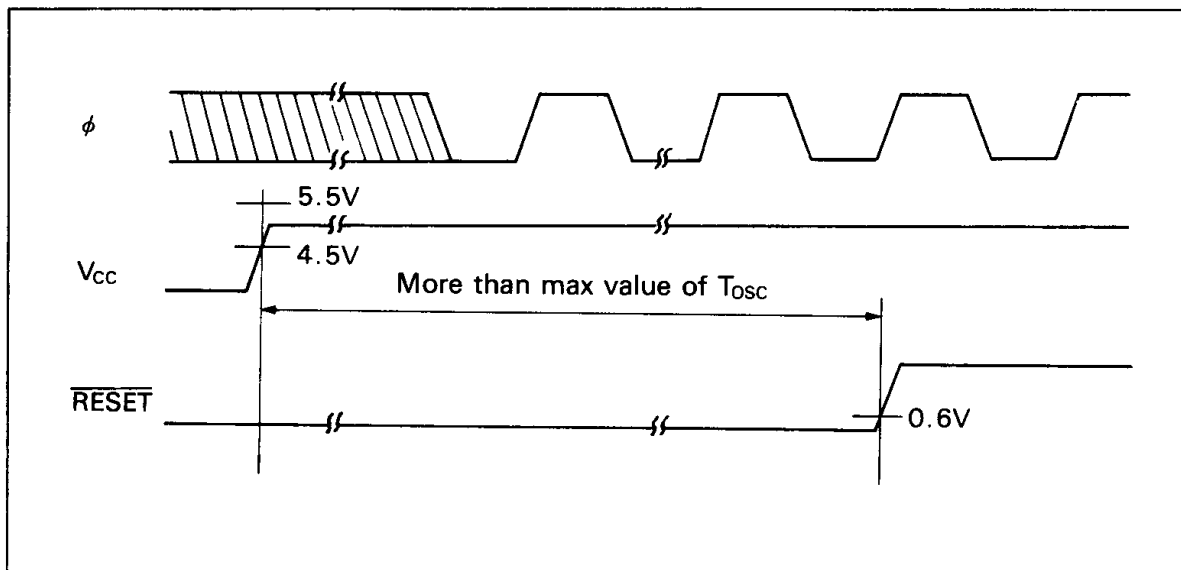 ϕ
5.5V
4.5V
Vcc
More than max value of Tosc
RESET
0.6V